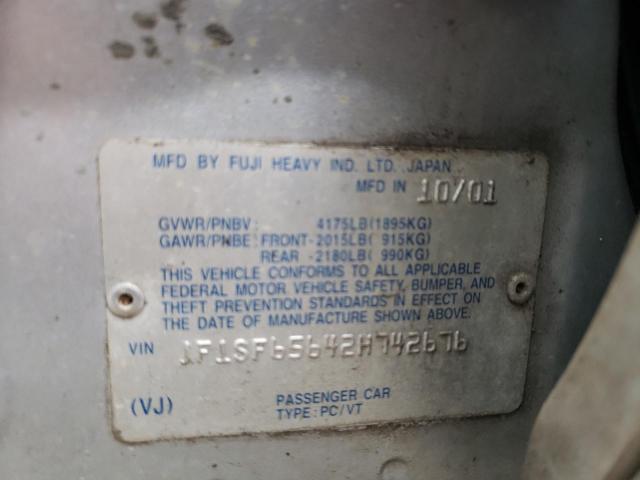 MFD BY FUJI HEAVY IND. LTD. JAPAN
MFD IN 10/01
GVWR/PNBV: 4175LB(1895KG)
GAWR/PNBE: FRONT-2015LB( 915KG)
REAR -2180LB( 990KG)
THIS VEHICLE CONFORMS TO ALL APPLICABLE
FEDERAL MOTOR VEHICLE SAFETY, BUMPER, AND
THEFT PREVENTION STANDARDS IN EFFECT ON
THE DATE OF MANUFACTURE SHOWN ABOVE.
VIN JF1SF65642H742676
(VJ) PASSENGER CAR
TYPE:PC/VT